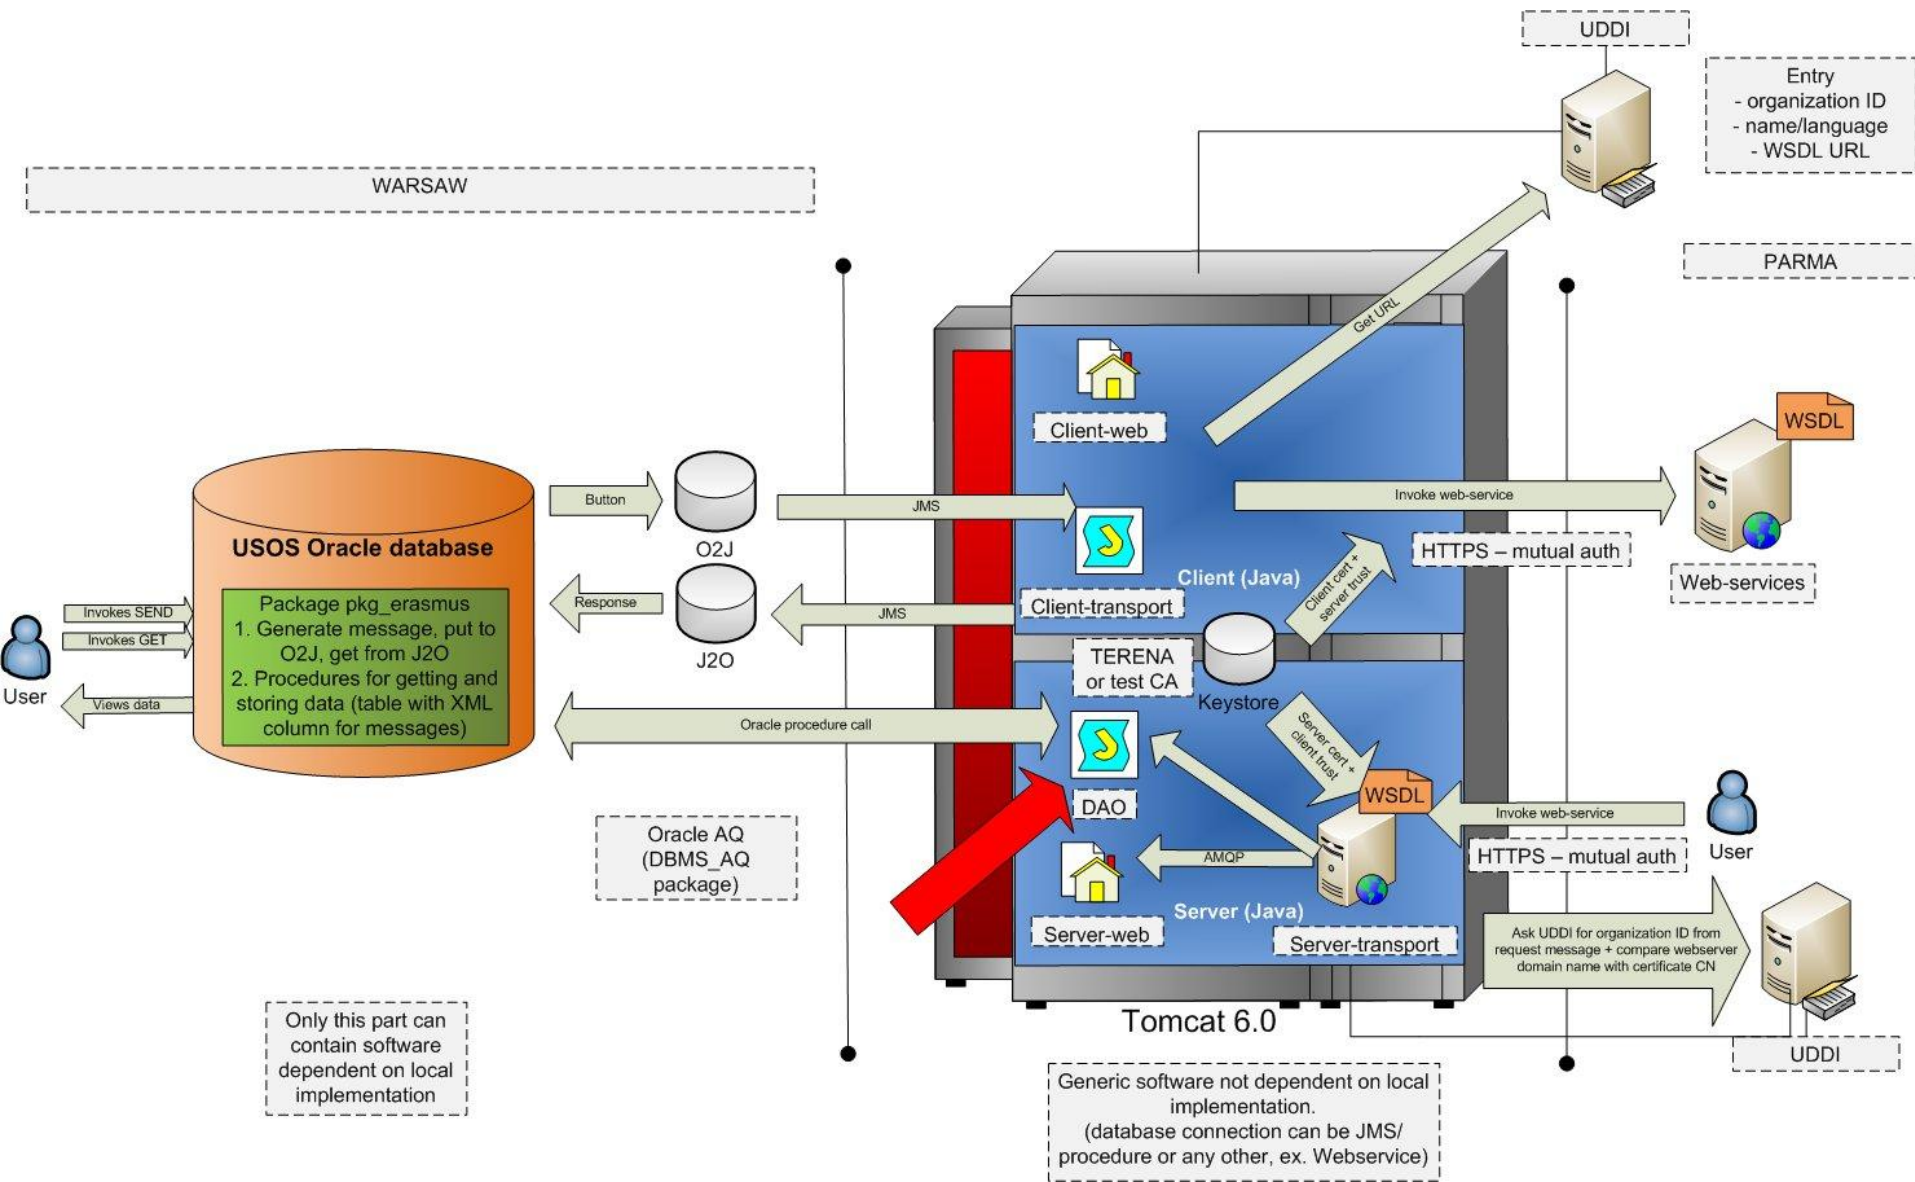 UDDI
Entry
- organization ID
- name/language
- WSDL URL
WARSAW
PARMA
Get URL
Client-web
WSDL
Button
JMS
Invoke web-service
O2J
USOS Oracle database
HTTPS – mutual auth
Web-services
Client (Java)
Client cert +
server trust
Client-transport
Response
JMS
J2O
Invokes SEND
Invokes GET
User
Views data
Package pkg_erasmus
1. Generate message, put to
O2J, get from J2O
2. Procedures for getting and
storing data (table with XML
column for messages)
TERENA
or test CA
Keystore
Oracle procedure call
Server cert +
client trust
WSDL
DAO
Invoke web-service
User
HTTPS – mutual auth
Oracle AQ
(DBMS_AQ
package)
AMQP
Server (Java)
Server-web
Server-transport
Ask UDDI for organization ID from
request message + compare webserver
domain name with certificate CN
Tomcat 6.0
UDDI
Only this part can
contain software
dependent on local
implementation
Generic software not dependent on local
implementation.
(database connection can be JMS/
procedure or any other, ex. Webservice)